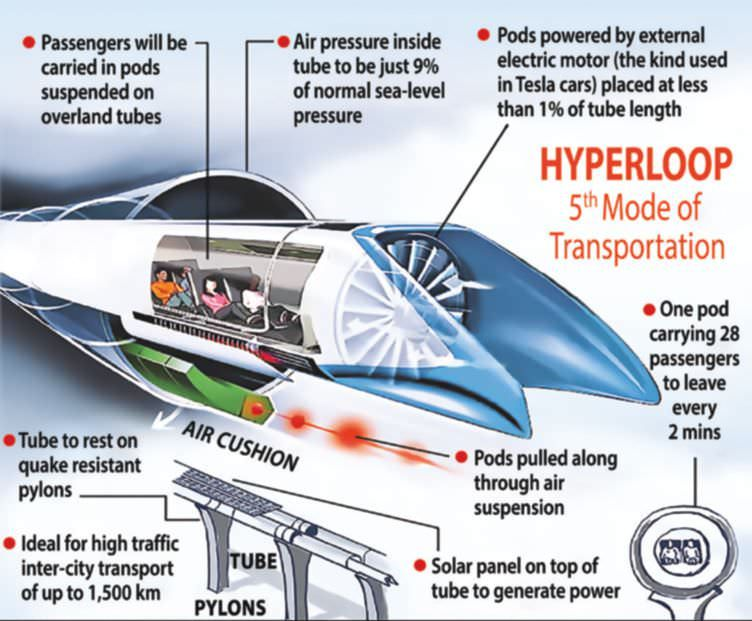 Passengers will be
carried in pods
suspended on
overland tubes
Air pressure inside
tube to be just 9%
of normal sea-level
pressure
Pods powered by external
electric motor (the kind used
in Tesla cars) placed at less
than 1% of tube length
HYPERLOOP
5th Mode of
Transportation
One pod
carrying 28
passengers
to leave
every
2 mins
AIR CUSHION
Pods pulled along
through air
suspension
Tube to rest on
quake resistant
pylons
Ideal for high traffic
inter-city transport
of up to 1,500 km
TUBE
PYLONS
Solar panel on top of
tube to generate power